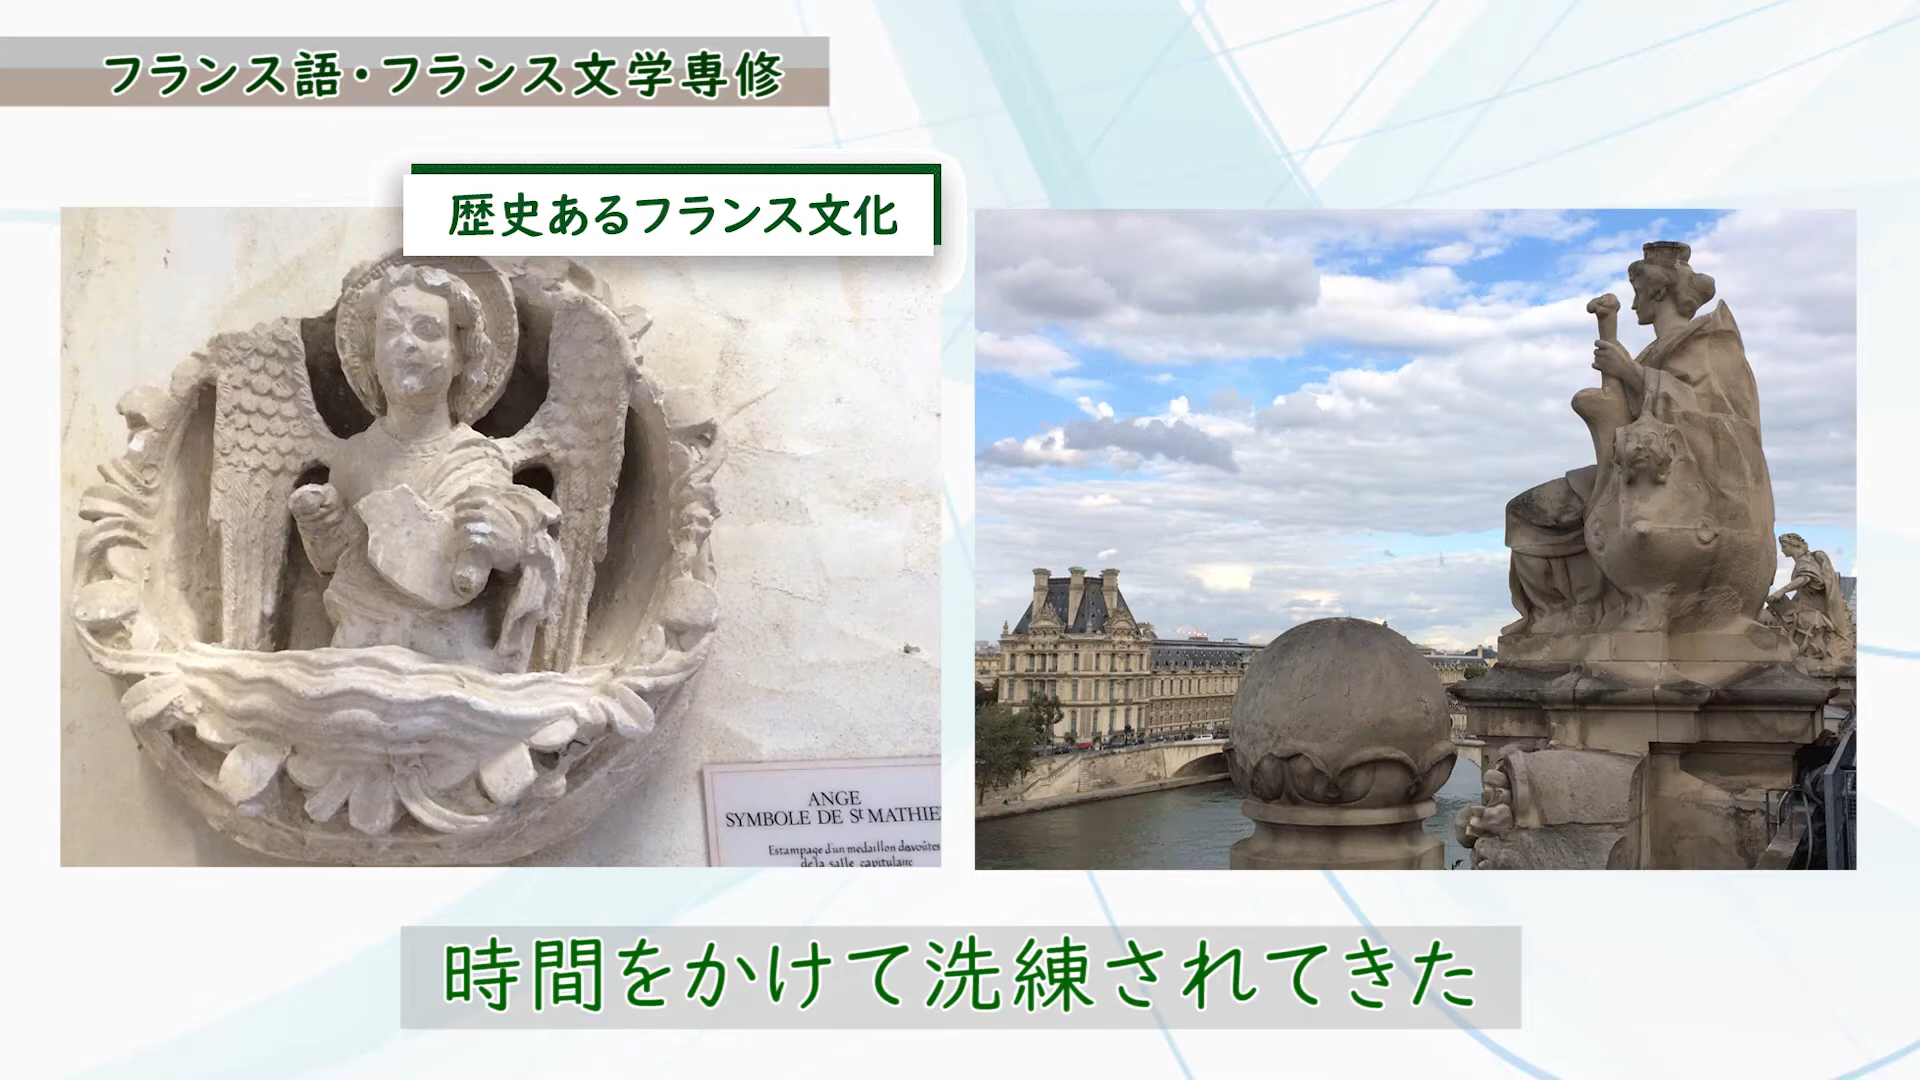 フランス語・フランス文学専修
歴史あるフランス文化
ANGE
SYMBOLE DE St MATHIE
Estampage d'un medaillon des voûtes
de la salle capitulaire
時間をかけて洗練されてきた